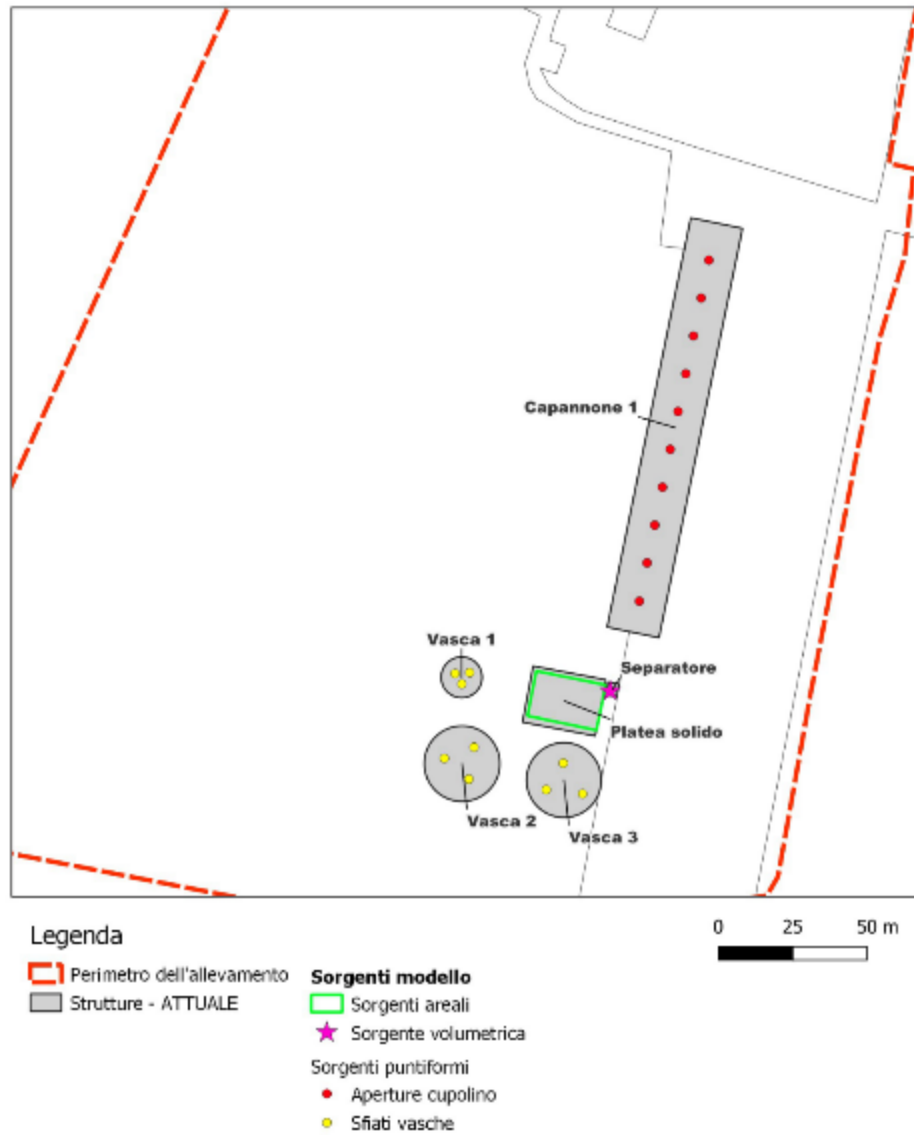 Capannone 1
Vasca 1
Separatore
Platea solido
Vasca 2
Vasca 3
Legenda
0 25 50 m
Perimetro dell'allevamento
Strutture - ATTUALE
Sorgenti modello
Sorgenti areali
Sorgente volumetrica
Sorgenti puntiformi
Aperture cupolino
Sfiati vasche